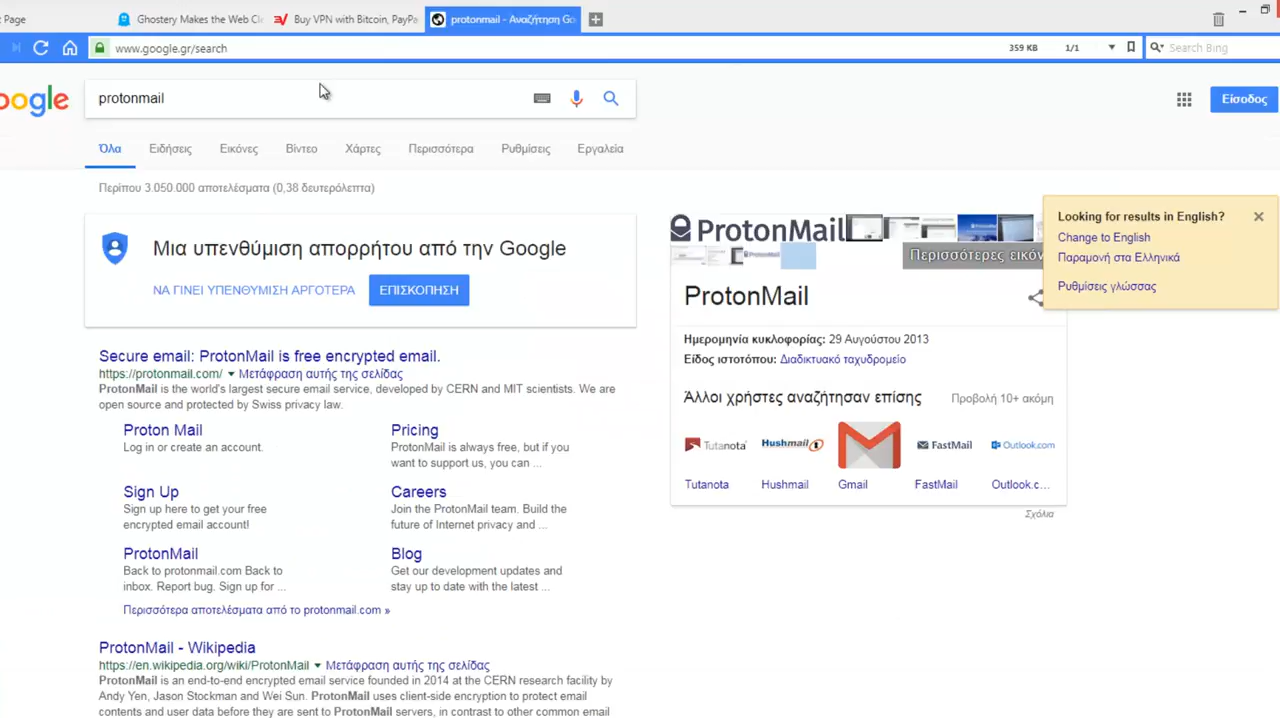 Page
Ghostery Makes the Web Cl
Buy VPN with Bitcoin, PayPa
protonmail - Αναζήτηση Go
www.google.gr/search
359 KB
1/1
Search Bing
oogle
protonmail
Είσοδος
Όλα
Ειδήσεις
Εικόνες
Βίντεο
Χάρτες
Περισσότερα
Ρυθμίσεις
Εργαλεία
Περίπου 3.050.000 αποτελέσματα (0,38 δευτερόλεπτα)
Μια υπενθύμιση απορρήτου από την Google
ΝΑ ΓΙΝΕΙ ΥΠΕΝΘΥΜΙΣΗ ΑΡΓΟΤΕΡΑ
ΕΠΙΣΚΟΠΗΣΗ
Secure email: ProtonMail is free encrypted email.
https://protonmail.com/ Μετάφραση αυτής της σελίδας
ProtonMail is the world's largest secure email service, developed by CERN and MIT scientists. We are
open source and protected by Swiss privacy law.
Proton Mail
Log in or create an account.
Pricing
ProtonMail is always free, but if you
want to support us, you can ...
Sign Up
Sign up here to get your free
encrypted email account!
Careers
Join the ProtonMail team. Build the
future of Internet privacy and ...
ProtonMail
Back to protonmail.com Back to
inbox. Report bug. Sign up for ...
Blog
Get our development updates and
stay up to date with the latest ...
Περισσότερα αποτελέσματα από το protonmail.com »
ProtonMail - Wikipedia
https://en.wikipedia.org/wiki/ProtonMail Μετάφραση αυτής της σελίδας
ProtonMail is an end-to-end encrypted email service founded in 2014 at the CERN research facility by
Andy Yen, Jason Stockman and Wei Sun. ProtonMail uses client-side encryption to protect email
contents and user data before they are sent to ProtonMail servers, in contrast to other common email
ProtonMail
Περισσότερες εικόν
ProtonMail
Ημερομηνία κυκλοφορίας: 29 Αυγούστου 2013
Είδος ιστότοπου: Διαδικτυακό ταχυδρομείο
Άλλοι χρήστες αναζήτησαν επίσης
Προβολή 10+ ακόμη
Tutanota
Hushmail
FastMail
Outlook.com
Tutanota
Hushmail
Gmail
FastMail
Outlook.c...
Σχόλια
Looking for results in English?
Change to English
Παραμονή στα Ελληνικά
Ρυθμίσεις γλώσσας